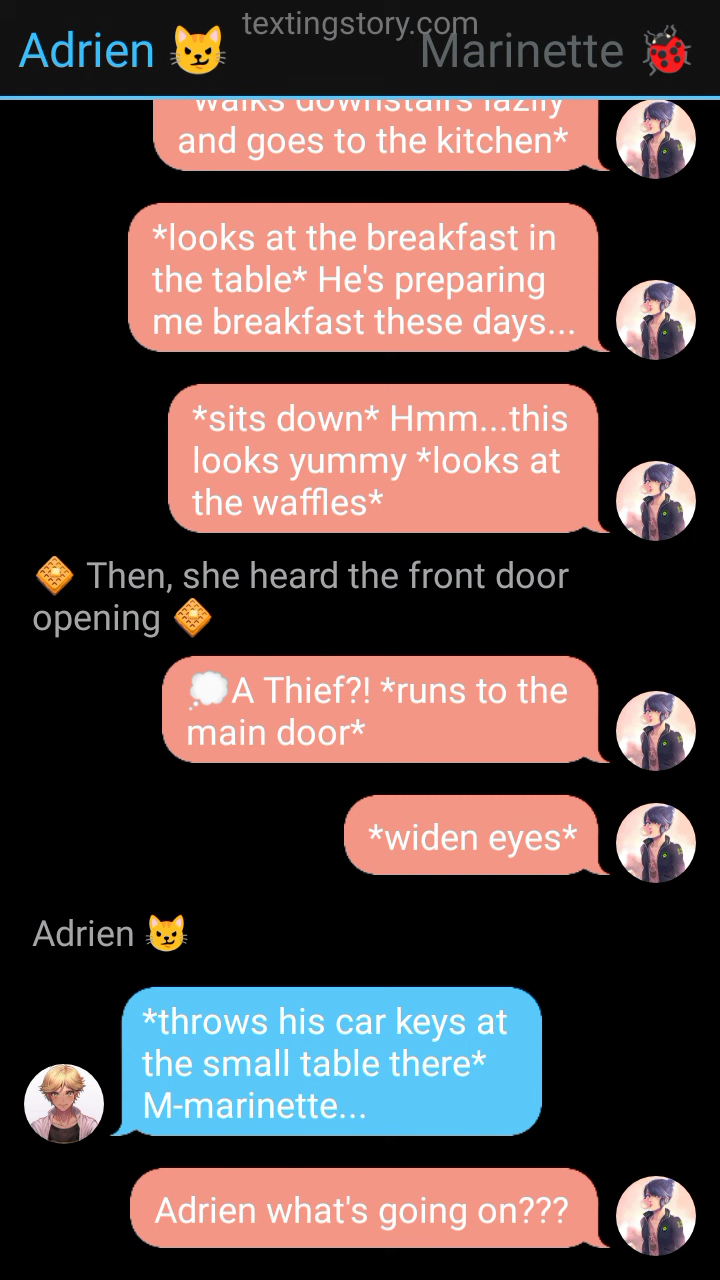 textingstory.com
Adrien 😼 Marinette 🐞
*walks downstairs lazily
and goes to the kitchen*
*looks at the breakfast in
the table* He's preparing
me breakfast these days...
*sits down* Hmm...this
looks yummy *looks at
the waffles*
🧇 Then, she heard the front door
opening 🧇
💭A Thief?! *runs to the
main door*
*widen eyes*
Adrien 😼
*throws his car keys at
the small table there*
M-marinette...
Adrien what's going on???